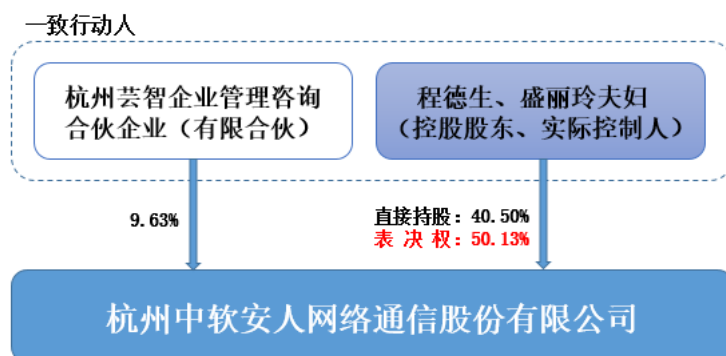 一致行动人
杭州芸智企业管理咨询
合伙企业（有限合伙）
程德生、盛丽玲夫妇
（控股股东、实际控制人）
9.63%
直接持股：40.50%
表 决 权：50.13%
杭州中软安人网络通信股份有限公司